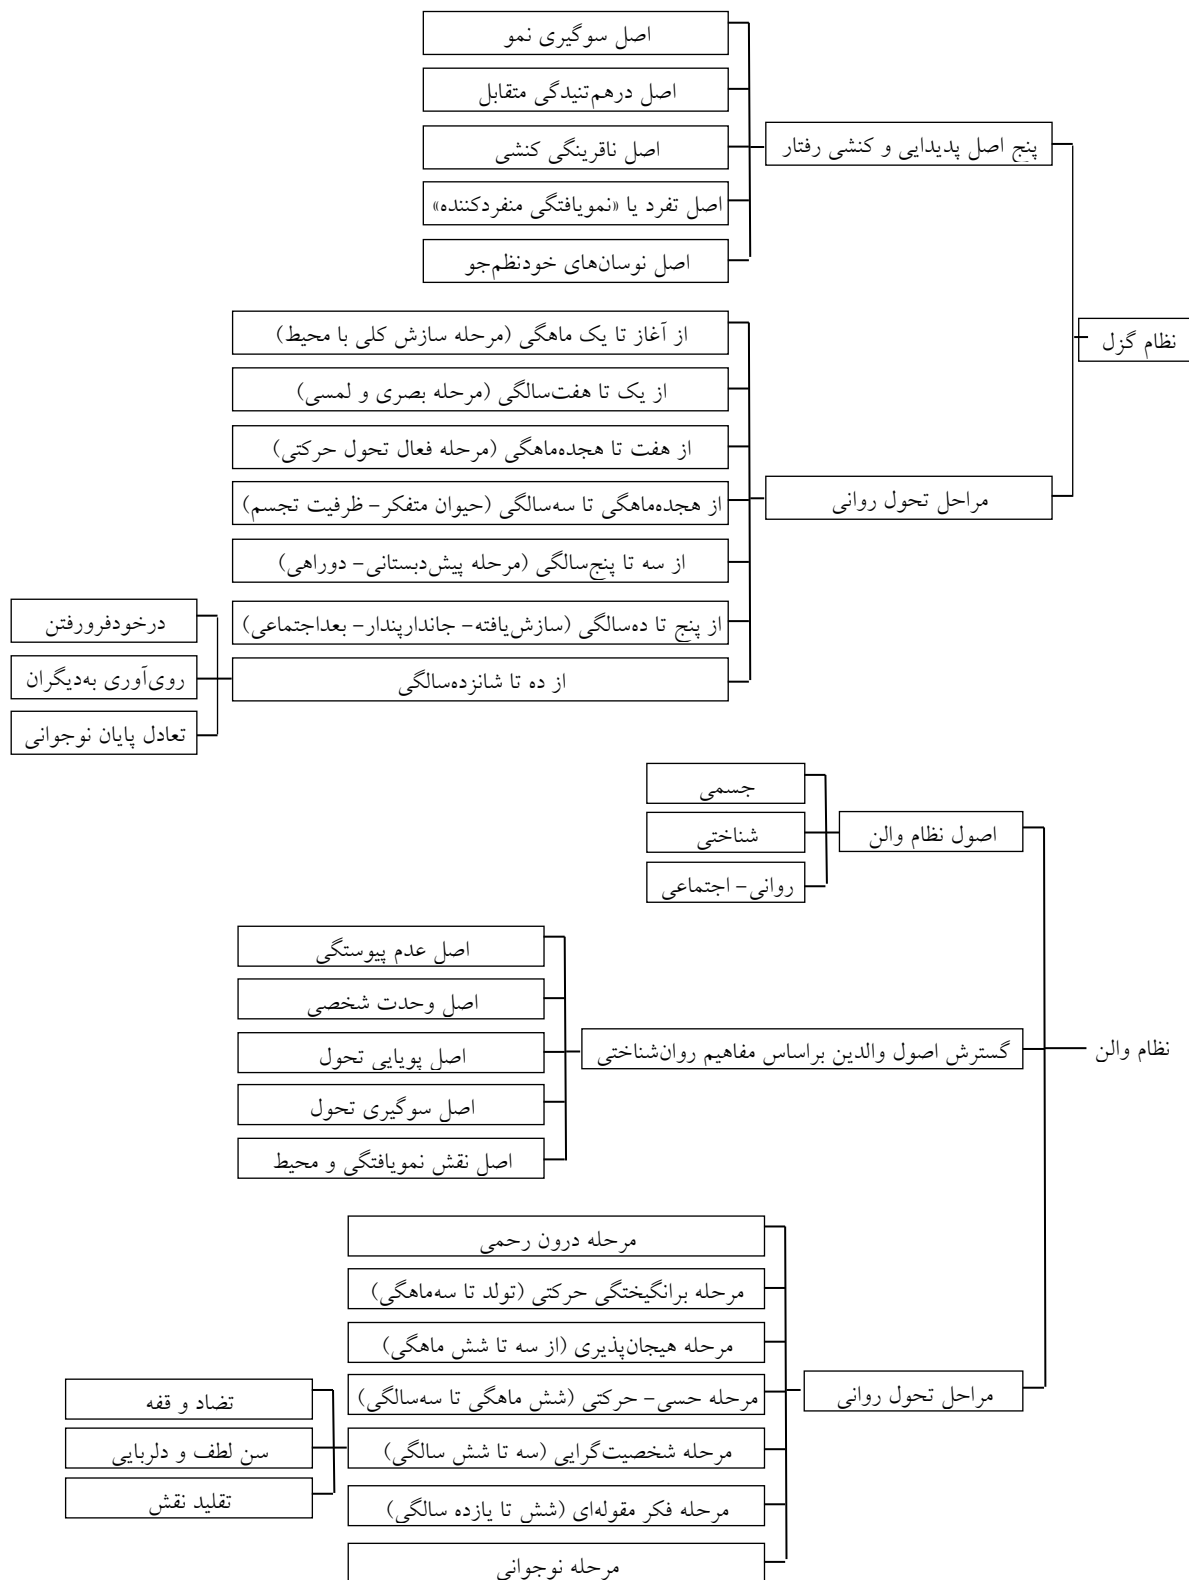 نظام گزل
پنج اصل پدیدایی و کنشی رفتار
اصل سوگیری نمو
اصل درهم‌تنیدگی متقابل
اصل ناقرینگی کنشی
اصل تفرد یا «نمویافتگی منفردکننده»
اصل نوسان‌های خودنظم‌جو
مراحل تحول روانی
از آغاز تا یک ماهگی (مرحله سازش کلی با محیط)
از یک تا هفت‌سالگی (مرحله بصری و لمسی)
از هفت تا هجده‌ماهگی (مرحله فعال تحول حرکتی)
از هجده‌ماهگی تا سه‌سالگی (حیوان متفکر- ظرفیت تجسم)
از سه تا پنج‌سالگی (مرحله پیش‌دبستانی- دوراهی)
از پنج تا ده‌سالگی (سازش‌یافته- جاندارپندار- بعداجتماعی)
از ده تا شانزده‌سالگی
درخودفرورفتن
روی‌آوری به‌دیگران
تعادل پایان نوجوانی
نظام والن
اصول نظام والن
جسمی
شناختی
روانی- اجتماعی
گسترش اصول والدین براساس مفاهیم روان‌شناختی
اصل عدم پیوستگی
اصل وحدت شخصی
اصل پویایی تحول
اصل سوگیری تحول
اصل نقش نمویافتگی و محیط
مراحل تحول روانی
مرحله درون رحمی
مرحله برانگیختگی حرکتی (تولد تا سه‌ماهگی)
مرحله هیجان‌پذیری (از سه تا شش ماهگی)
مرحله حسی- حرکتی (شش ماهگی تا سه‌سالگی)
مرحله شخصیت‌گرایی (سه تا شش سالگی)
مرحله فکر مقوله‌ای (شش تا یازده سالگی)
مرحله نوجوانی
تضاد و قفه
سن لطف و دلربایی
تقلید نقش